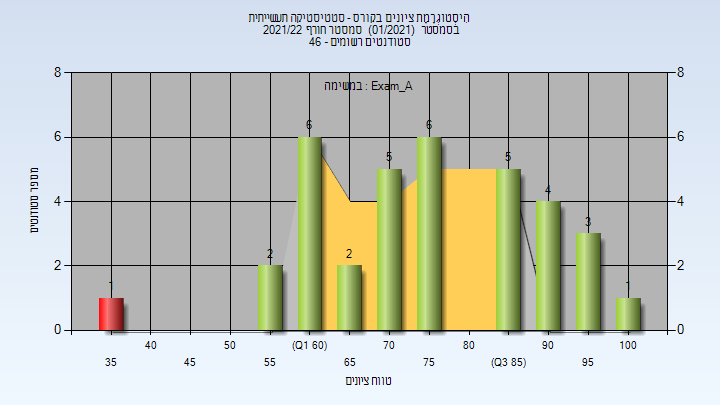 היסטוגרמת ציונים בקורס - סטטיסטיקה תעשייתית
בסמסטר (01/2021) סמסטר חורף 2021/22
סטודנטים רשומים - 46
במשימה : Exam_A
מספר סטודנטים
8 8
6 6
4 4
2 2
0 0
1 2 6 2 5 6 5 4 3 1
40 50 (Q1 60) 70 80 90 100
35 45 55 65 75 (Q3 85) 95
טווח ציונים